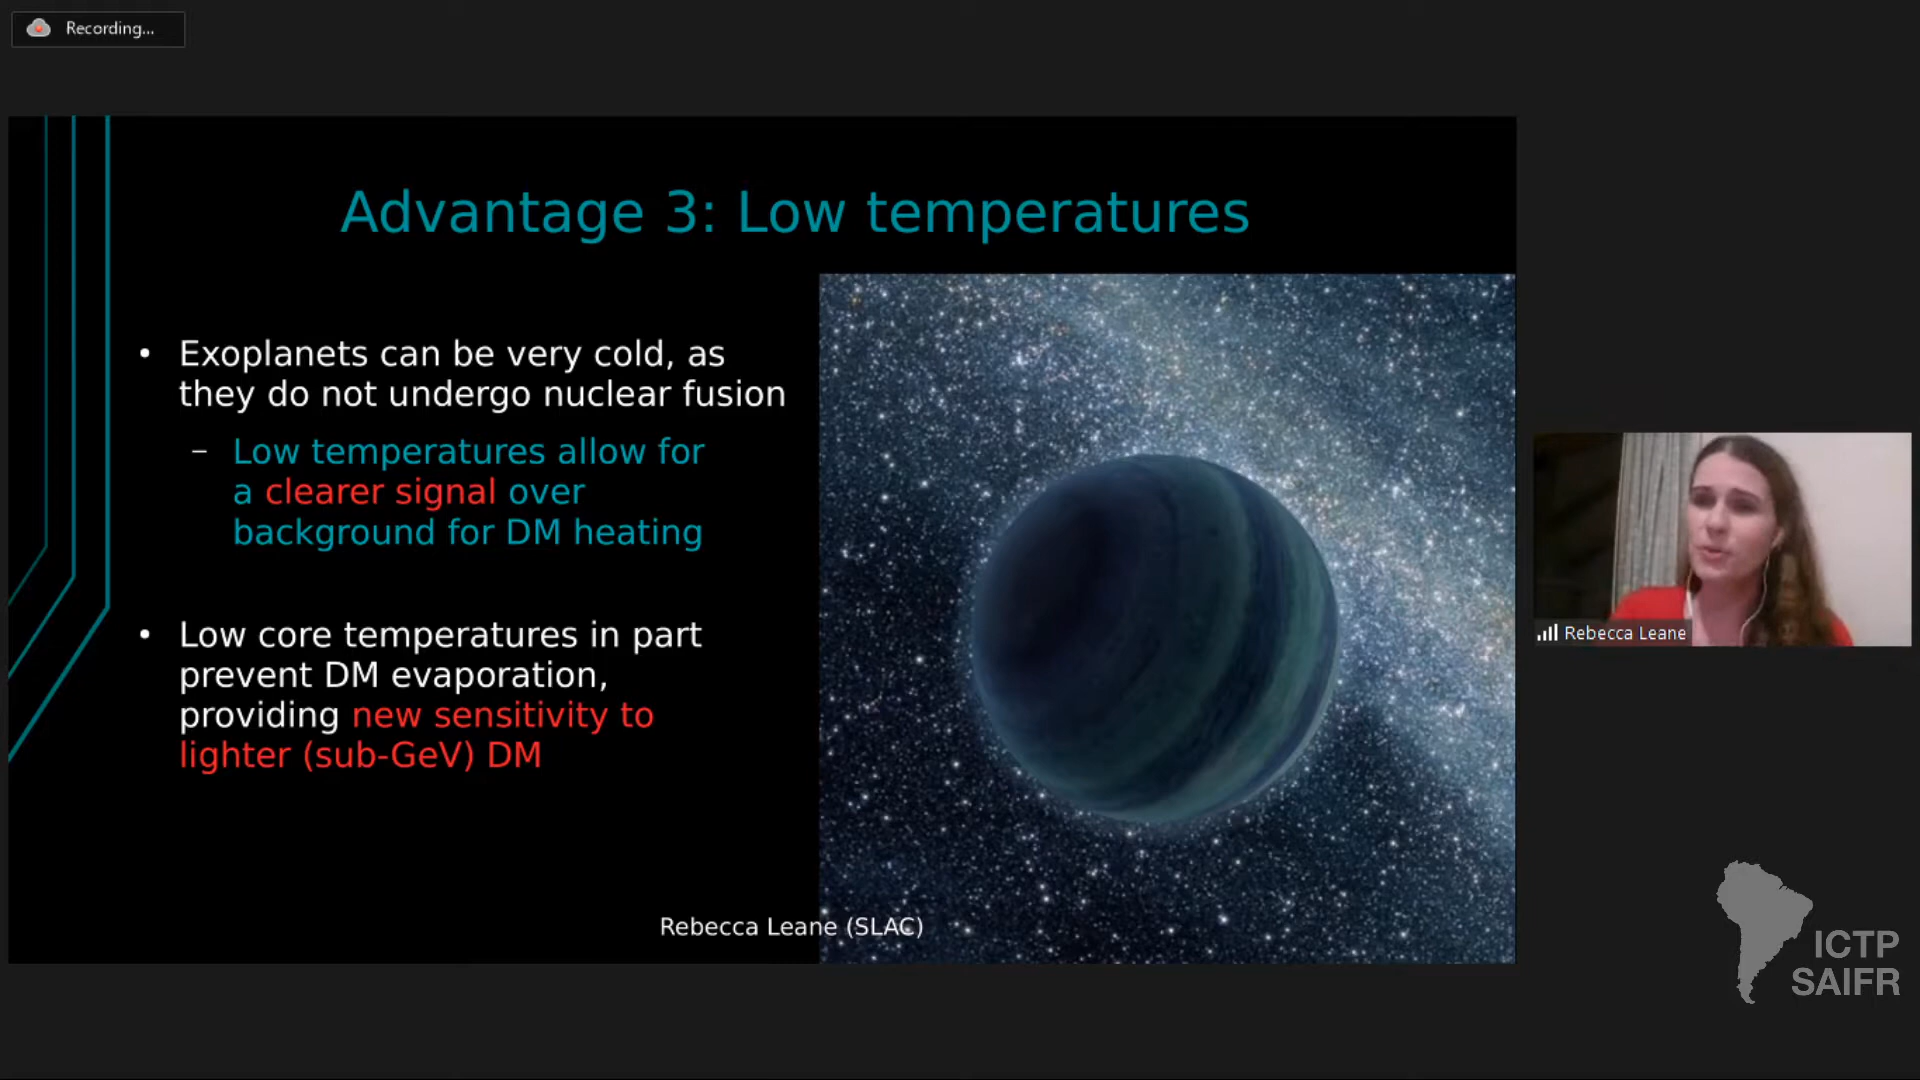 Recording...
Advantage 3: Low temperatures
• Exoplanets can be very cold, as
they do not undergo nuclear fusion
– Low temperatures allow for
a clearer signal over
background for DM heating
• Low core temperatures in part
prevent DM evaporation,
providing new sensitivity to
lighter (sub-GeV) DM
Rebecca Leane (SLAC)
Rebecca Leane
ICTP
SAIFR